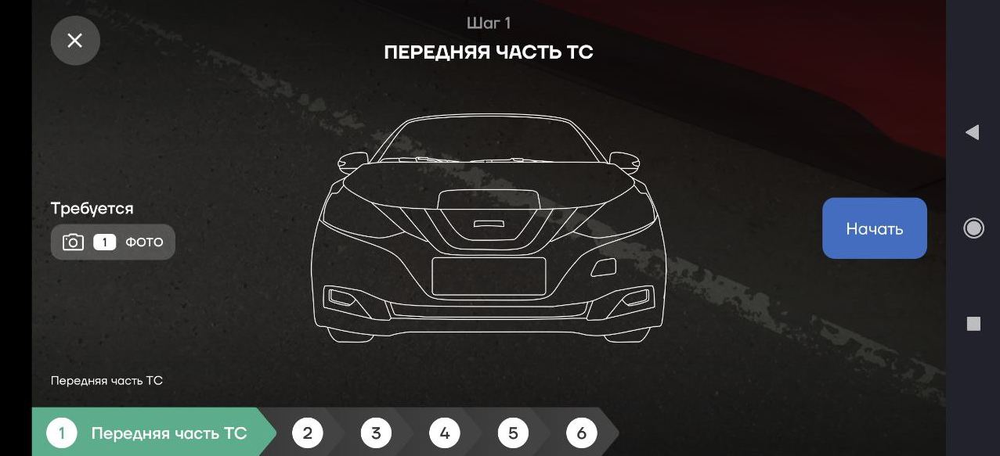 Шаг 1
ПЕРЕДНЯЯ ЧАСТЬ ТС
Требуется
1 ФОТО
Начать
Передняя часть ТС
1 Передняя часть ТС 2 3 4 5 6